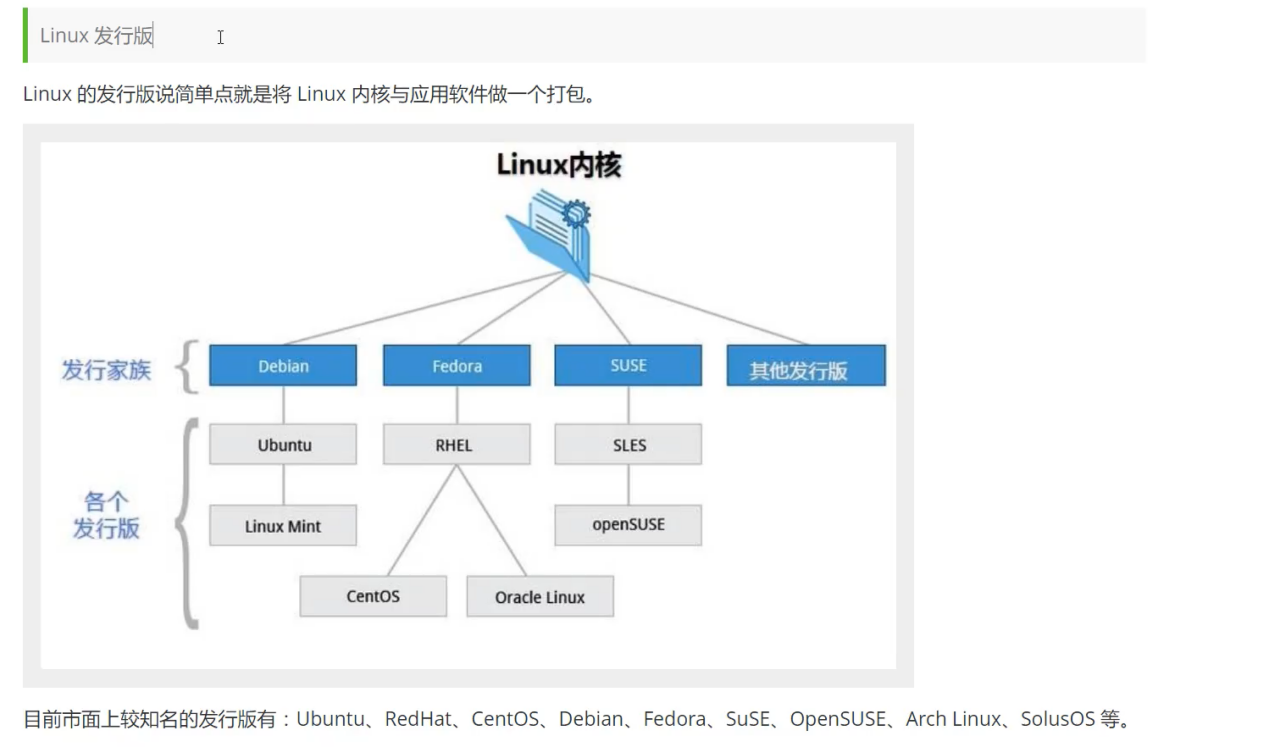 Linux 发行版
Linux 的发行版说简单点就是将 Linux 内核与应用软件做一个打包。
Linux内核
发行家族
Debian
Fedora
SUSE
其他发行版
各个
发行版
Ubuntu
RHEL
SLES
Linux Mint
openSUSE
CentOS
Oracle Linux
目前市面上较知名的发行版有：Ubuntu、RedHat、CentOS、Debian、Fedora、SuSE、OpenSUSE、Arch Linux、SolusOS 等。